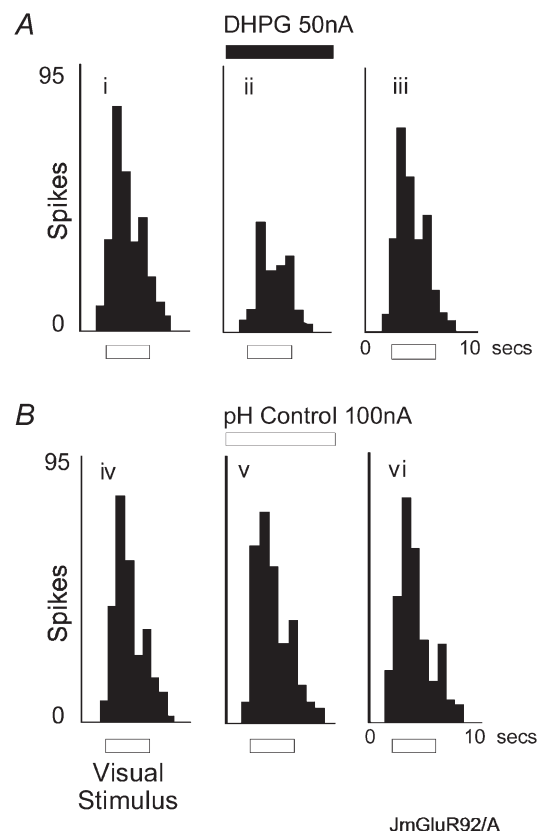 A
DHPG 50nA
95
i
ii
iii
Spikes
0
0
10 secs
B
pH Control 100nA
95
iv
v
vi
Spikes
0
0
10 secs
Visual
Stimulus
JmGluR92/A